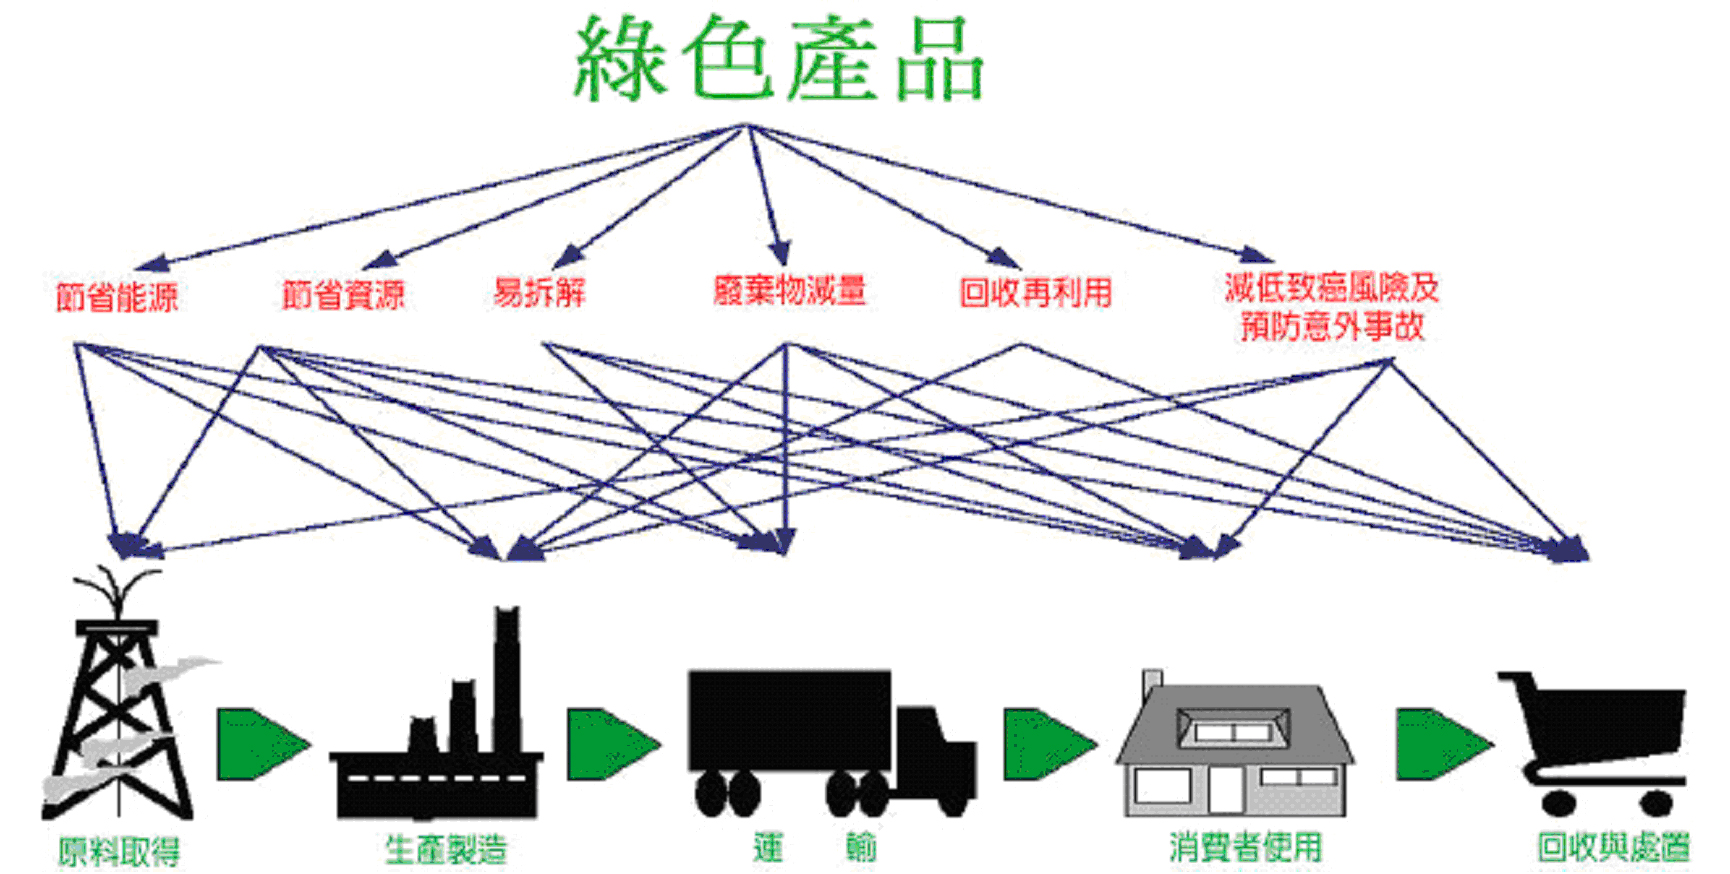 綠色產品
節省能源
節省資源
易拆解
廢棄物減量
回收再利用
減低致癌風險及
預防意外事故
原料取得
生產製造
運 輸
消費者使用
回收與處置